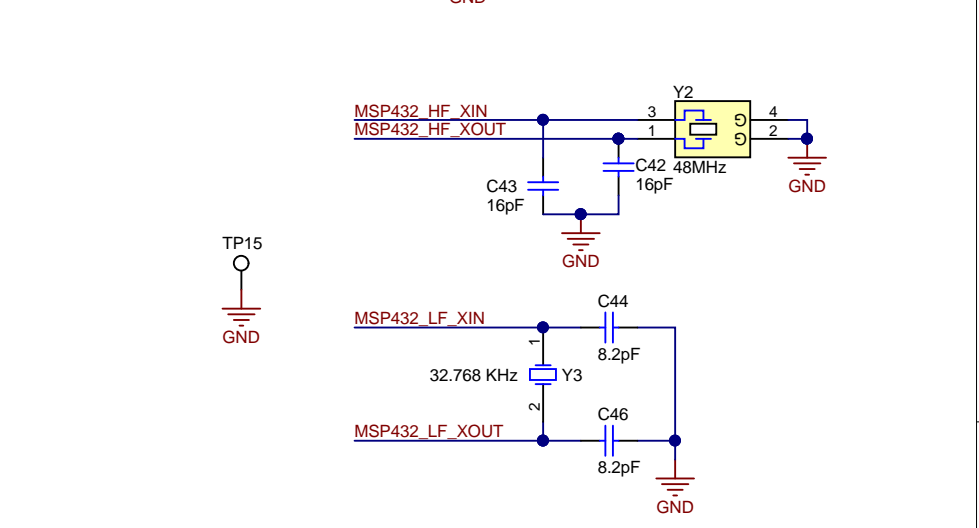 GND
Y2
MSP432_HF_XIN
3
4
MSP432_HF_XOUT
1
2
G
G
C42
48MHz
16pF
GND
C43
16pF
GND
TP15
GND
C44
MSP432_LF_XIN
1
8.2pF
32.768 KHz
Y3
2
C46
MSP432_LF_XOUT
8.2pF
GND